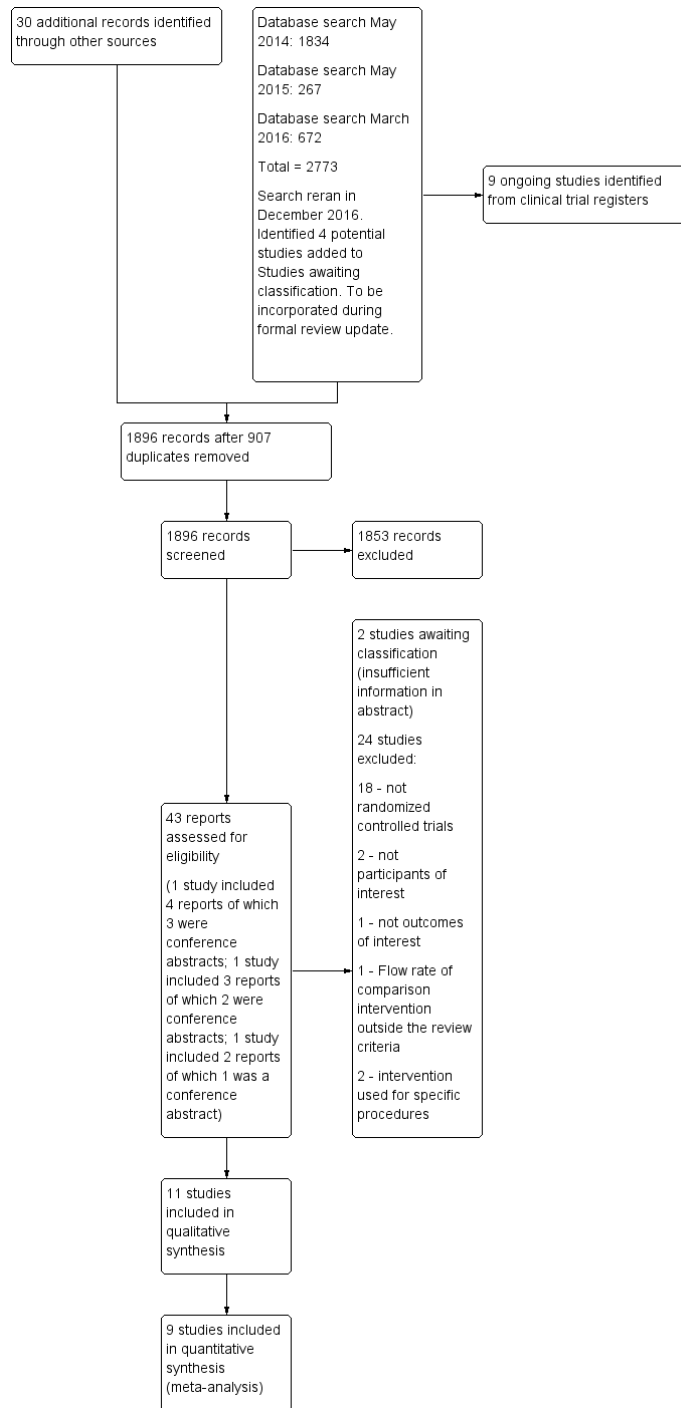 30 additional records identified
through other sources
Database search May
2014: 1834
Database search May
2015: 267
Database search March
2016: 672
Total = 2773
Search reran in
December 2016.
Identified 4 potential
studies added to
Studies awaiting
classification. To be
incorporated during
formal review update.
9 ongoing studies identified
from clinical trial registers
1896 records after 907
duplicates removed
1896 records
screened
1853 records
excluded
43 reports
assessed for
eligibility
(1 study included
4 reports of which
3 were
conference
abstracts; 1 study
included 3 reports
of which 2 were
conference
abstracts; 1 study
included 2 reports
of which 1 was a
conference
abstract)
2 studies awaiting
classification
(insufficient
information in
abstract)
24 studies
excluded:
18 - not
randomized
controlled trials
2 - not
participants of
interest
1 - not outcomes
of interest
1 - Flow rate of
comparison
intervention
outside the review
criteria
2 - intervention
used for specific
procedures
11 studies
included in
qualitative
synthesis
9 studies included
in quantitative
synthesis
(meta-analysis)